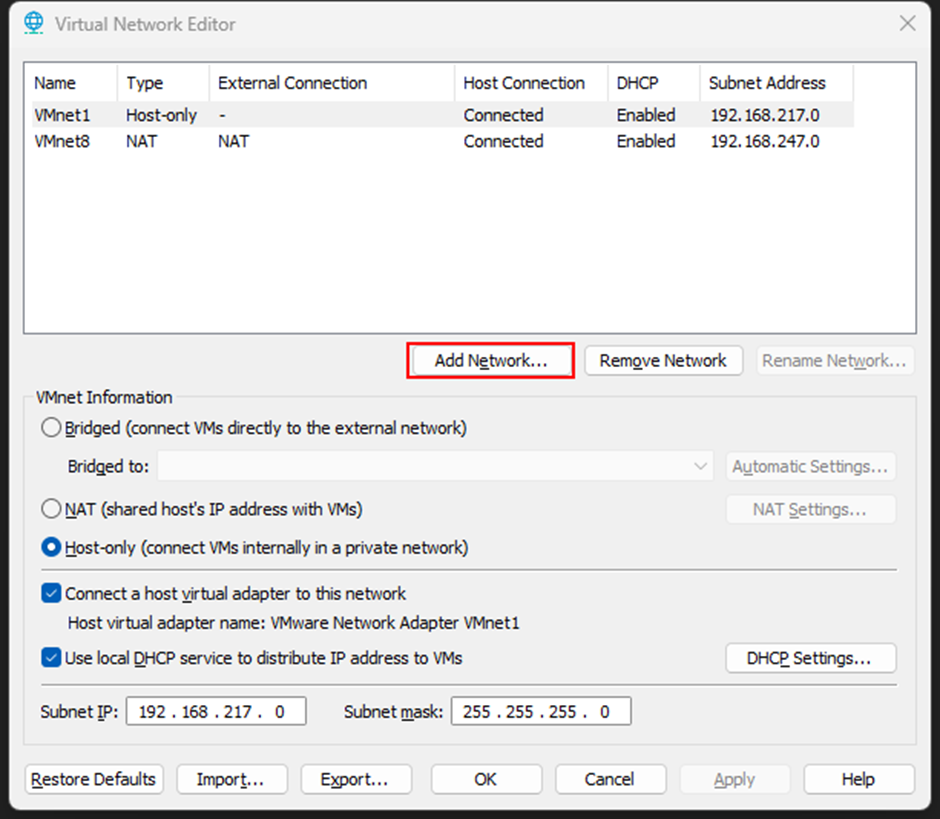 Virtual Network Editor
Name Type External Connection Host Connection DHCP Subnet Address
VMnet1 Host-only - Connected Enabled 192.168.217.0
VMnet8 NAT NAT Connected Enabled 192.168.247.0
Add Network... Remove Network Rename Network...
VMnet Information
Bridged (connect VMs directly to the external network)
Bridged to: Automatic Settings...
NAT (shared host's IP address with VMs) NAT Settings...
Host-only (connect VMs internally in a private network)
Connect a host virtual adapter to this network
Host virtual adapter name: VMware Network Adapter VMnet1
Use local DHCP service to distribute IP address to VMs DHCP Settings...
Subnet IP: 192 . 168 . 217 . 0 Subnet mask: 255 . 255 . 255 . 0
Restore Defaults Import... Export... OK Cancel Apply Help